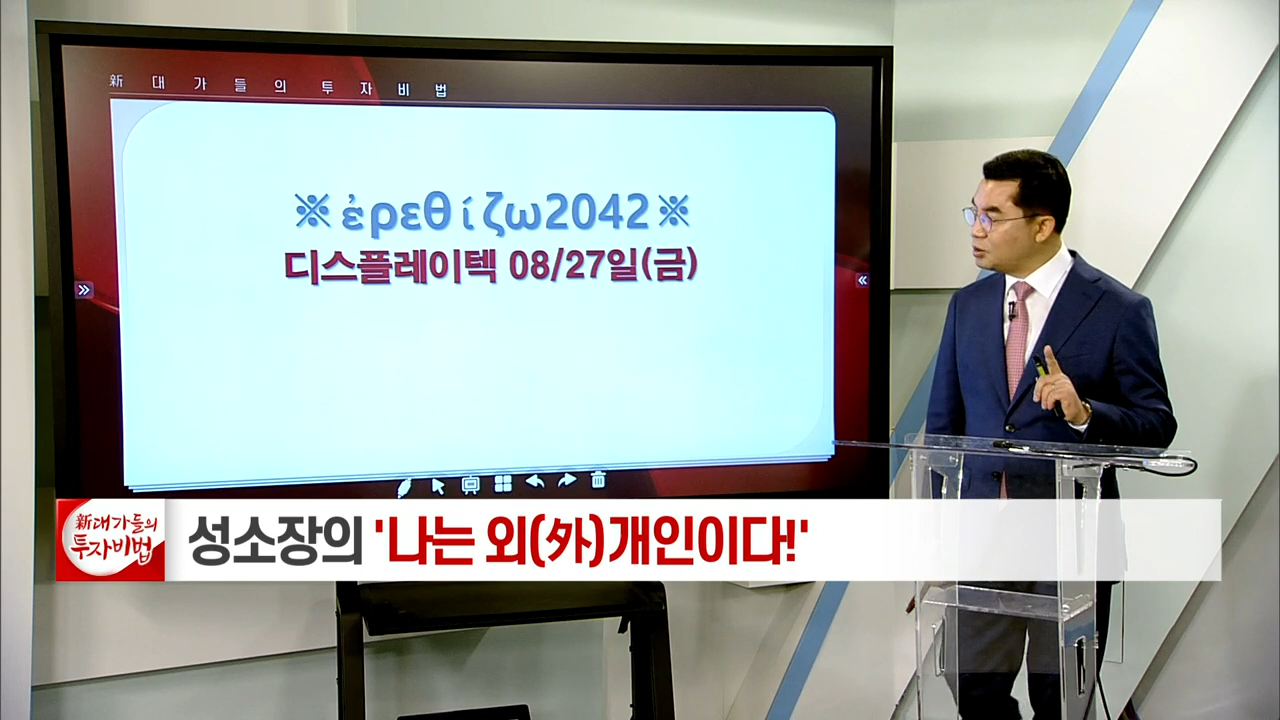 新 대 가 들 의 투 자 비 법
※ἐρεθίζω2042※
디스플레이텍 08/27일(금)
新대가들의
투자비법
성소장의 '나는 외(外)개인이다!'